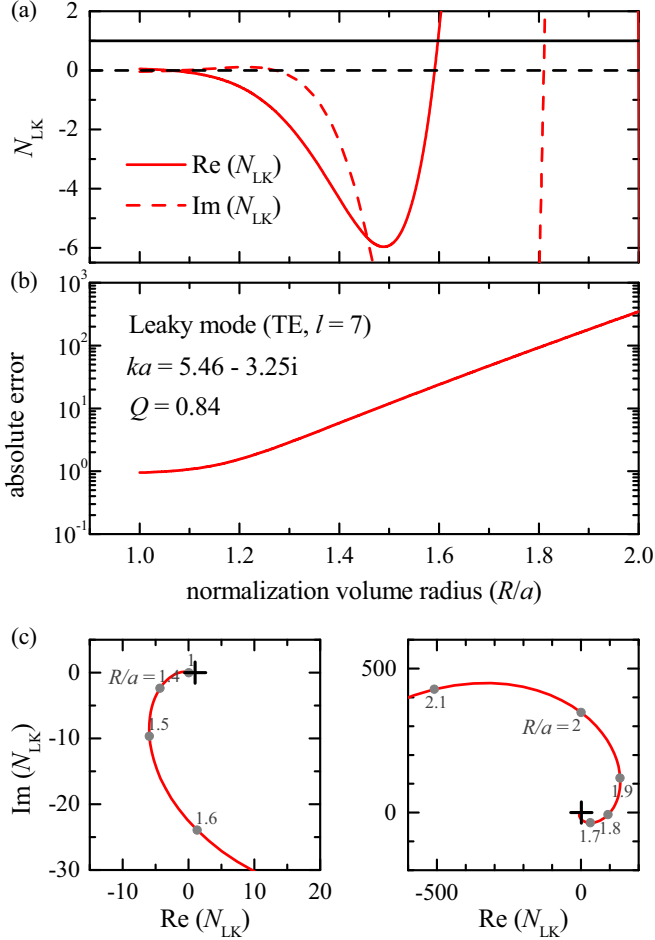 (a)
2
0
-2
-4
-6
N_LK
Re (N_LK)
Im (N_LK)
(b)
10^3
10^2
10^1
10^0
10^-1
absolute error
Leaky mode (TE, l = 7)
ka = 5.46 - 3.25i
Q = 0.84
1.0 1.2 1.4 1.6 1.8 2.0
normalization volume radius (R/a)
(c)
0
-10
-20
-30
Im (N_LK)
R/a= 1.4
1
1.5
1.6
-10 0 10 20
Re (N_LK)
500
0
2.1
R/a= 2
1.9
1.8
1.7
-500 0
Re (N_LK)